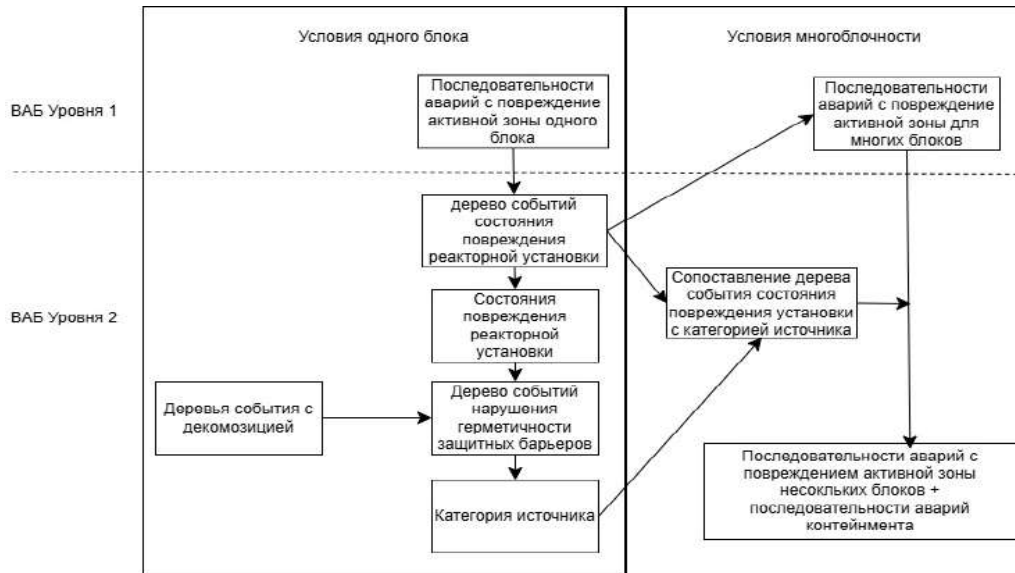 Условия одного блока
Условия многоблочности
ВАБ Уровня 1
Последовательности
аварий с повреждение
активной зоны одного
блока
Последовательности
аварий с повреждение
активной зоны для
многих блоков
ВАБ Уровня 2
дерево событий
состояния
повреждения
реакторной установки
Состояния
повреждения
реакторной
установки
Сопоставление дерева
события состояния
повреждения установки
с категорией источника
Деревья события с
декомозицией
Дерево событий
нарушения
герметичности
защитных барьеров
Категория источника
Последовательности аварий с
повреждением активной зоны
несокльких блоков +
последовательности аварий
контейнмента